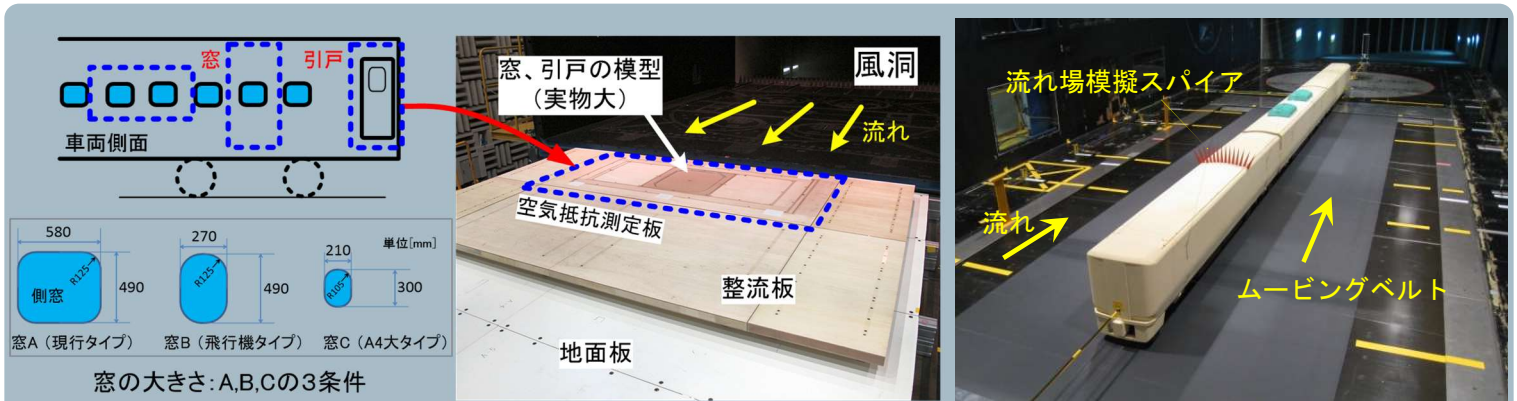 窓
引戸
車両側面
580
R125
490
側窓
窓A（現行タイプ）
270
R125
490
窓B（飛行機タイプ）
単位[mm]
210
R105
300
窓C（A4大タイプ）
窓の大きさ：A,B,Cの3条件
窓、引戸の模型
（実物大）
風洞
流れ
空気抵抗測定板
整流板
地面板
流れ場模擬スパイア
流れ
ムービングベルト